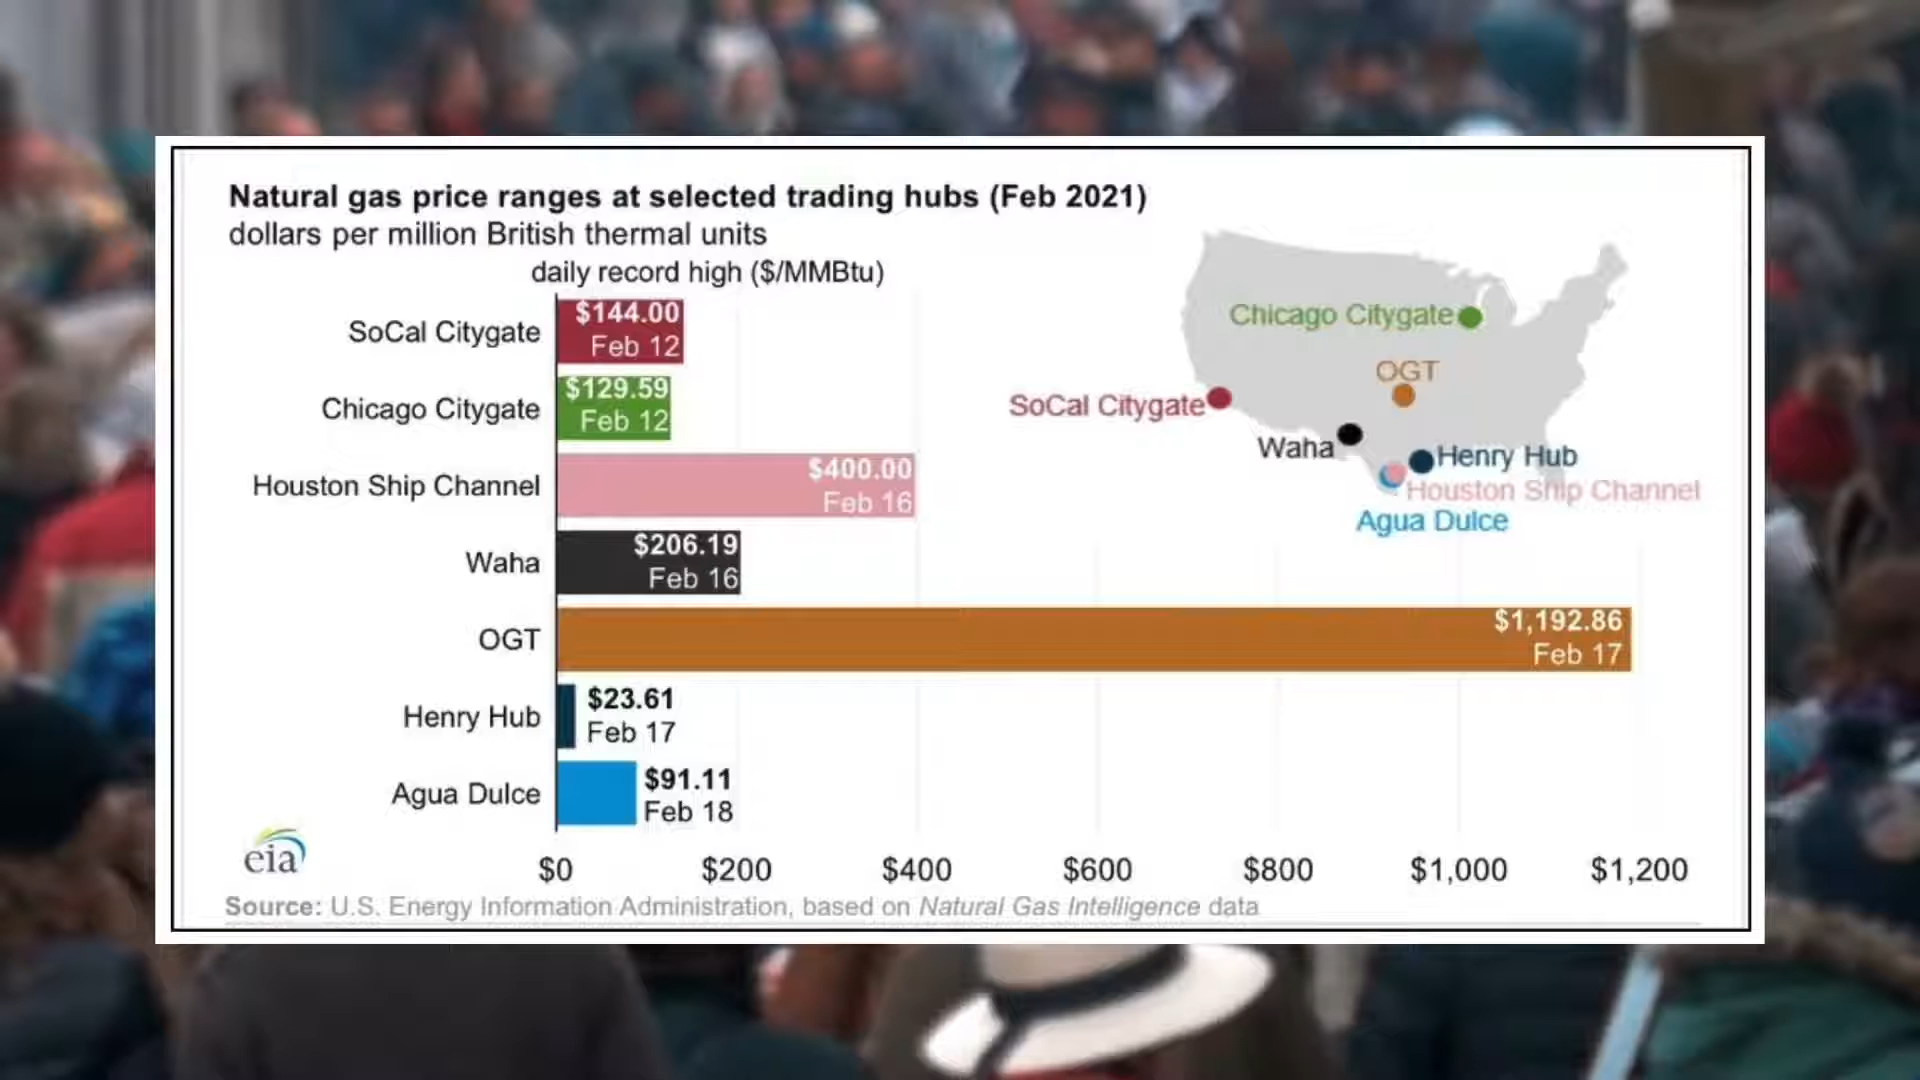 Natural gas price ranges at selected trading hubs (Feb 2021)
dollars per million British thermal units
daily record high ($/MMBtu)
SoCal Citygate
$144.00
Feb 12
Chicago Citygate
$129.59
Feb 12
Houston Ship Channel
$400.00
Feb 16
Waha
$206.19
Feb 16
OGT
$1,192.86
Feb 17
Henry Hub
$23.61
Feb 17
Agua Dulce
$91.11
Feb 18
$0 $200 $400 $600 $800 $1,000 $1,200
Chicago Citygate
OGT
SoCal Citygate
Waha
Henry Hub
Houston Ship Channel
Agua Dulce
eia
Source: U.S. Energy Information Administration, based on Natural Gas Intelligence data